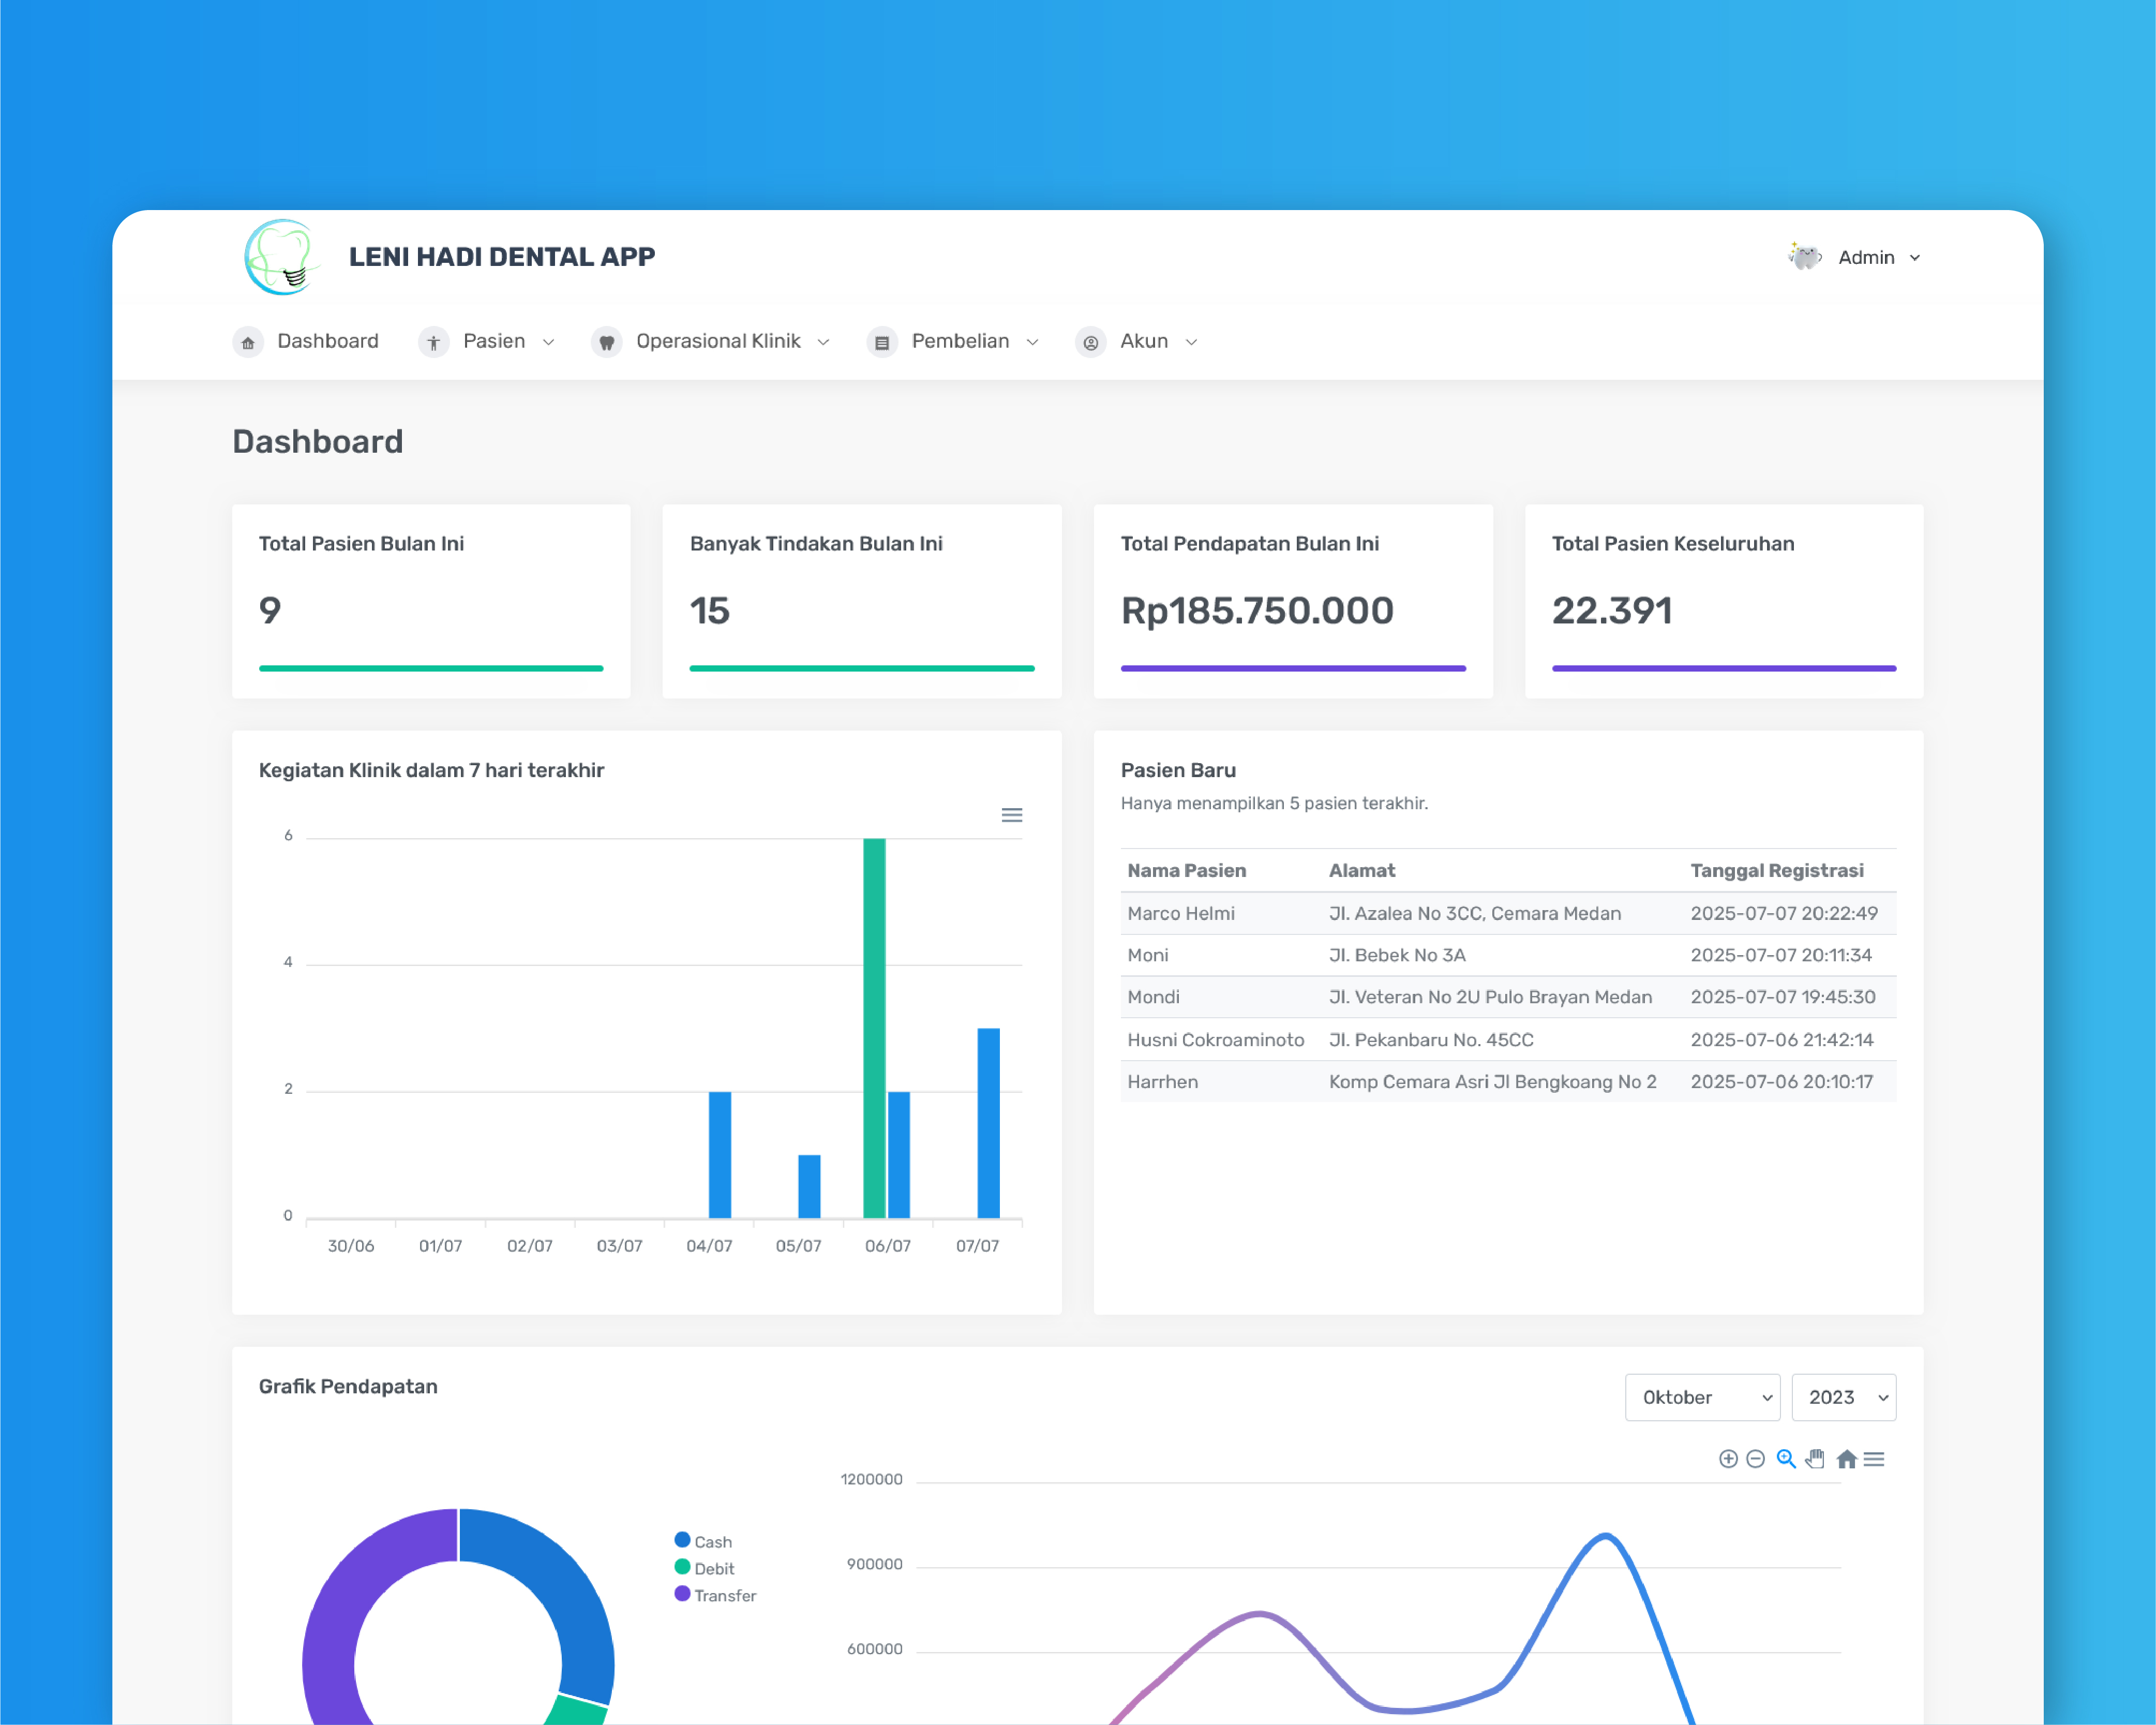 LENI HADI DENTAL APP
Admin
Dashboard Pasien Operasional Klinik Pembelian Akun
Dashboard
Total Pasien Bulan Ini
9
Banyak Tindakan Bulan Ini
15
Total Pendapatan Bulan Ini
Rp185.750.000
Total Pasien Keseluruhan
22.391
Kegiatan Klinik dalam 7 hari terakhir
6
4
2
0
30/06 01/07 02/07 03/07 04/07 05/07 06/07 07/07
Pasien Baru
Hanya menampilkan 5 pasien terakhir.
Nama Pasien Alamat Tanggal Registrasi
Marco Helmi Jl. Azalea No 3CC, Cemara Medan 2025-07-07 20:22:49
Moni Jl. Bebek No 3A 2025-07-07 20:11:34
Mondi Jl. Veteran No 2U Pulo Brayan Medan 2025-07-07 19:45:30
Husni Cokroaminoto Jl. Pekanbaru No. 45CC 2025-07-06 21:42:14
Harrhen Komp Cemara Asri Jl Bengkoang No 2 2025-07-06 20:10:17
Grafik Pendapatan
Oktober 2023
Cash
Debit
Transfer
1200000
900000
600000